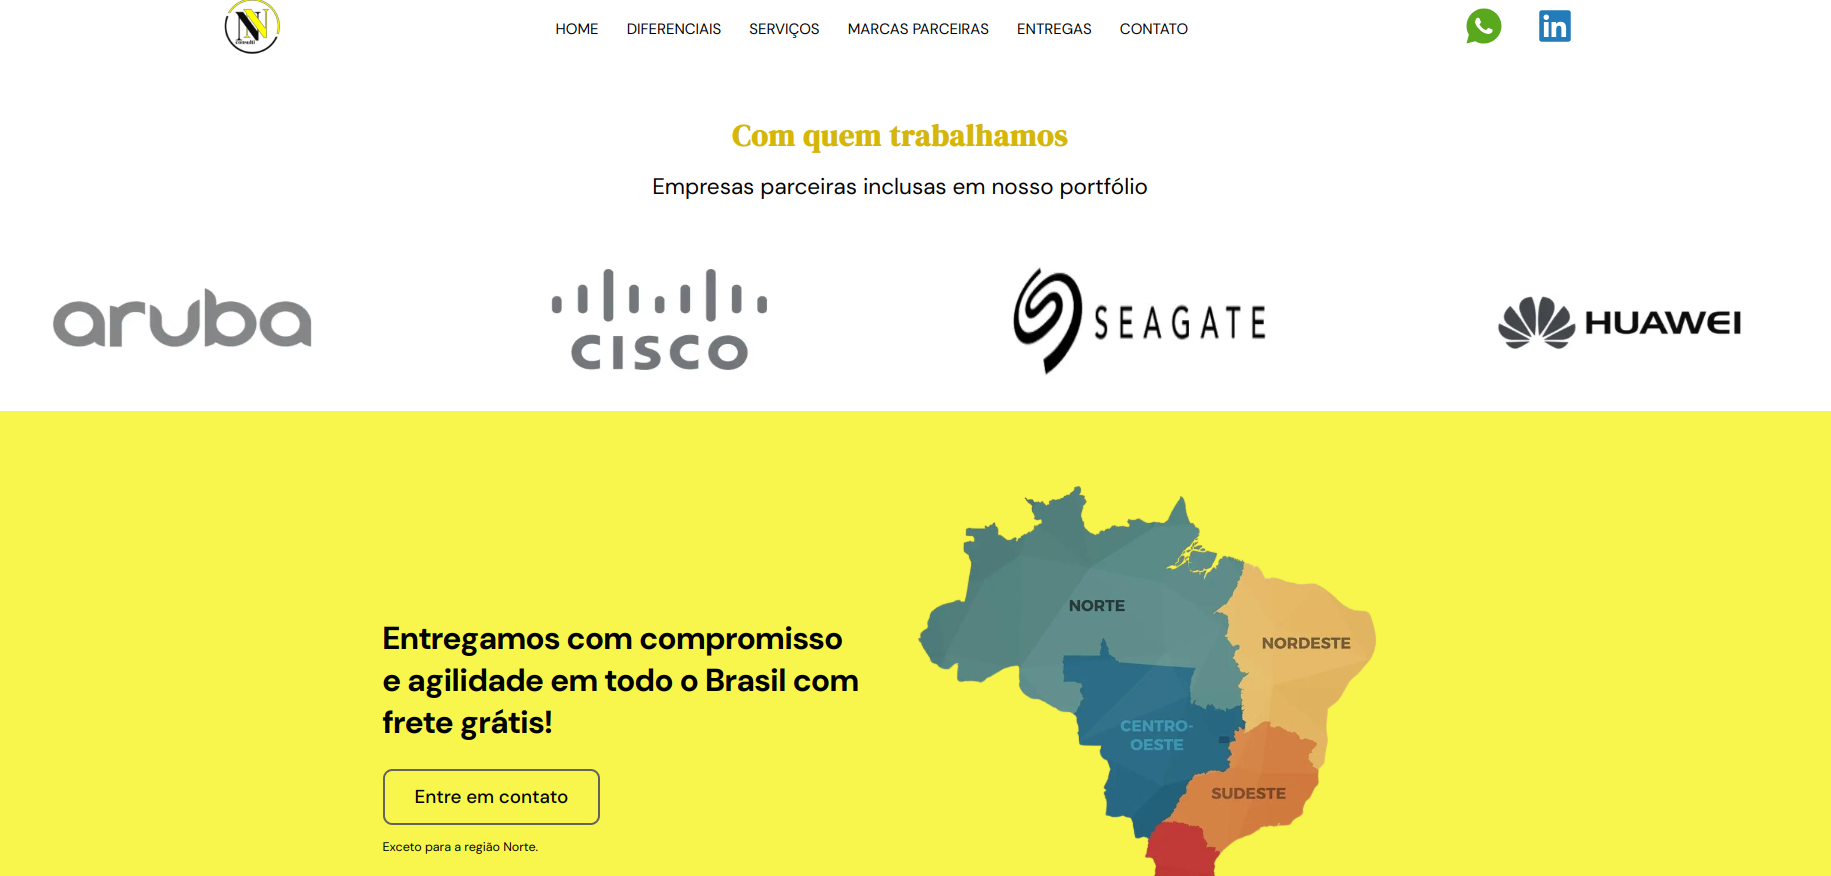 HOME DIFERENCIAIS SERVIÇOS MARCAS PARCEIRAS ENTREGAS CONTATO
in
Com quem trabalhamos
Empresas parceiras inclusas em nosso portfólio
aruba
CISCO
SEAGATE
HUAWEI
NORTE
NORDESTE
Entregamos com compromisso
e agilidade em todo o Brasil com
frete grátis!
CENTRO-
OESTE
SUDESTE
Entre em contato
Exceto para a região Norte.